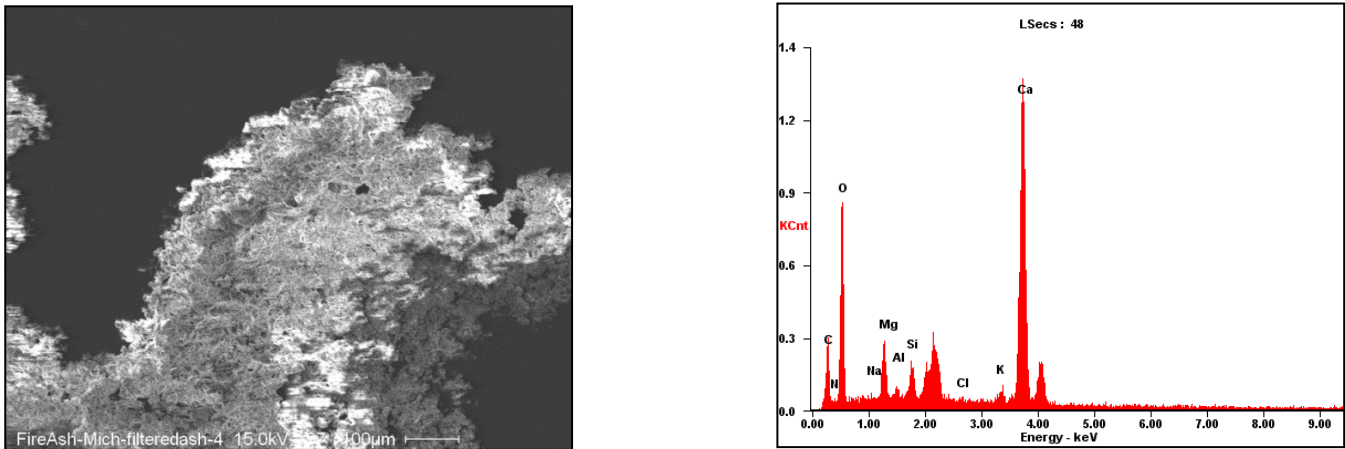 FireAsh-Mich-filteredash-4 15.0kV 100µm
LSecs : 48
1.4
Ca
1.2
0.9
O
KCnt
0.6
0.3
C
Mg
Si
Al
Na
N
K
Cl
0.0
0.00 1.00 2.00 3.00 4.00 5.00 6.00 7.00 8.00 9.00
Energy - keV